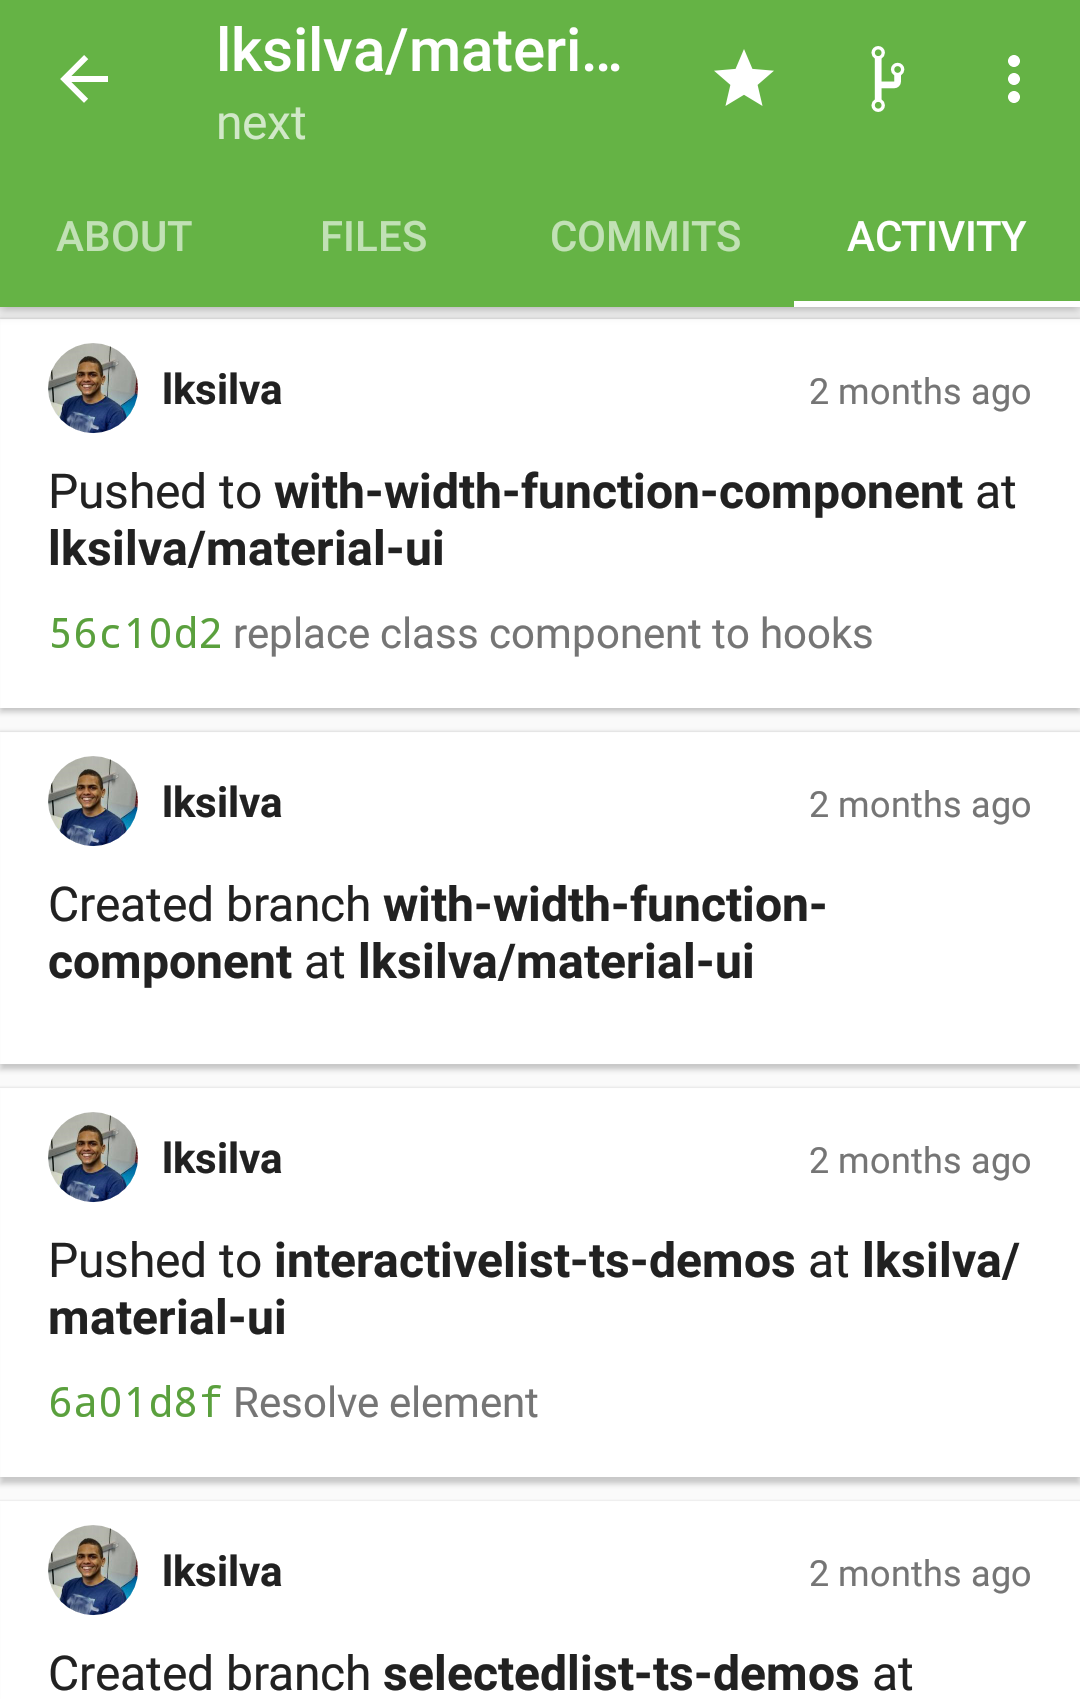 lksilva/materi...
next
ABOUT FILES COMMITS ACTIVITY
lksilva 2 months ago
Pushed to with-width-function-component at
lksilva/material-ui
56c10d2 replace class component to hooks
lksilva 2 months ago
Created branch with-width-function-
component at lksilva/material-ui
lksilva 2 months ago
Pushed to interactivelist-ts-demos at lksilva/
material-ui
6a01d8f Resolve element
lksilva 2 months ago
Created branch selectedlist-ts-demos at